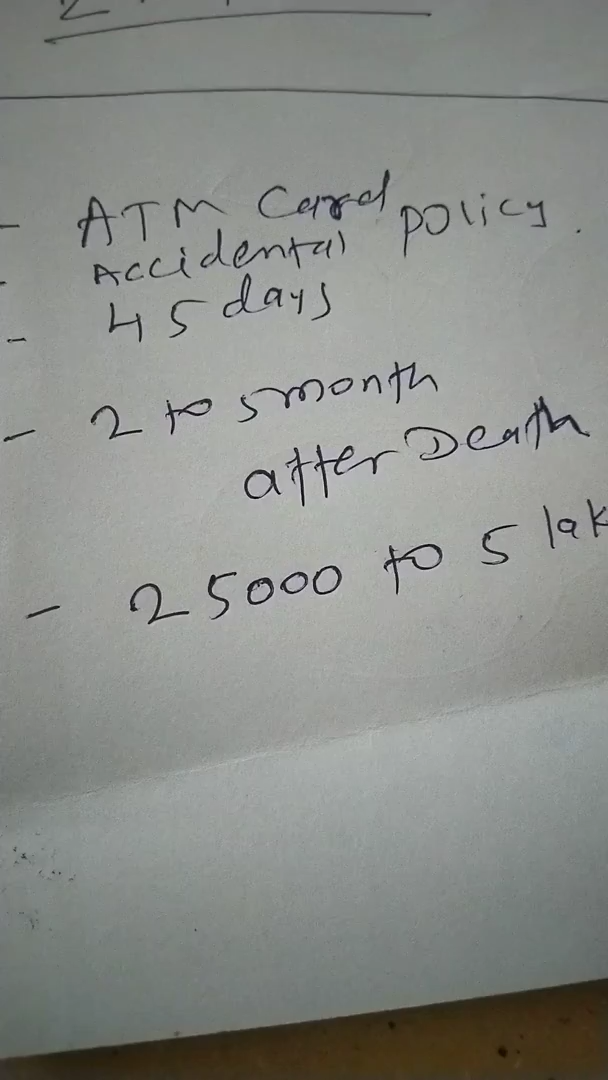 - ATM Card
- Accidental policy.
- 45 days
- 2 to 5 month
after Death
- 25000 to 5 lak